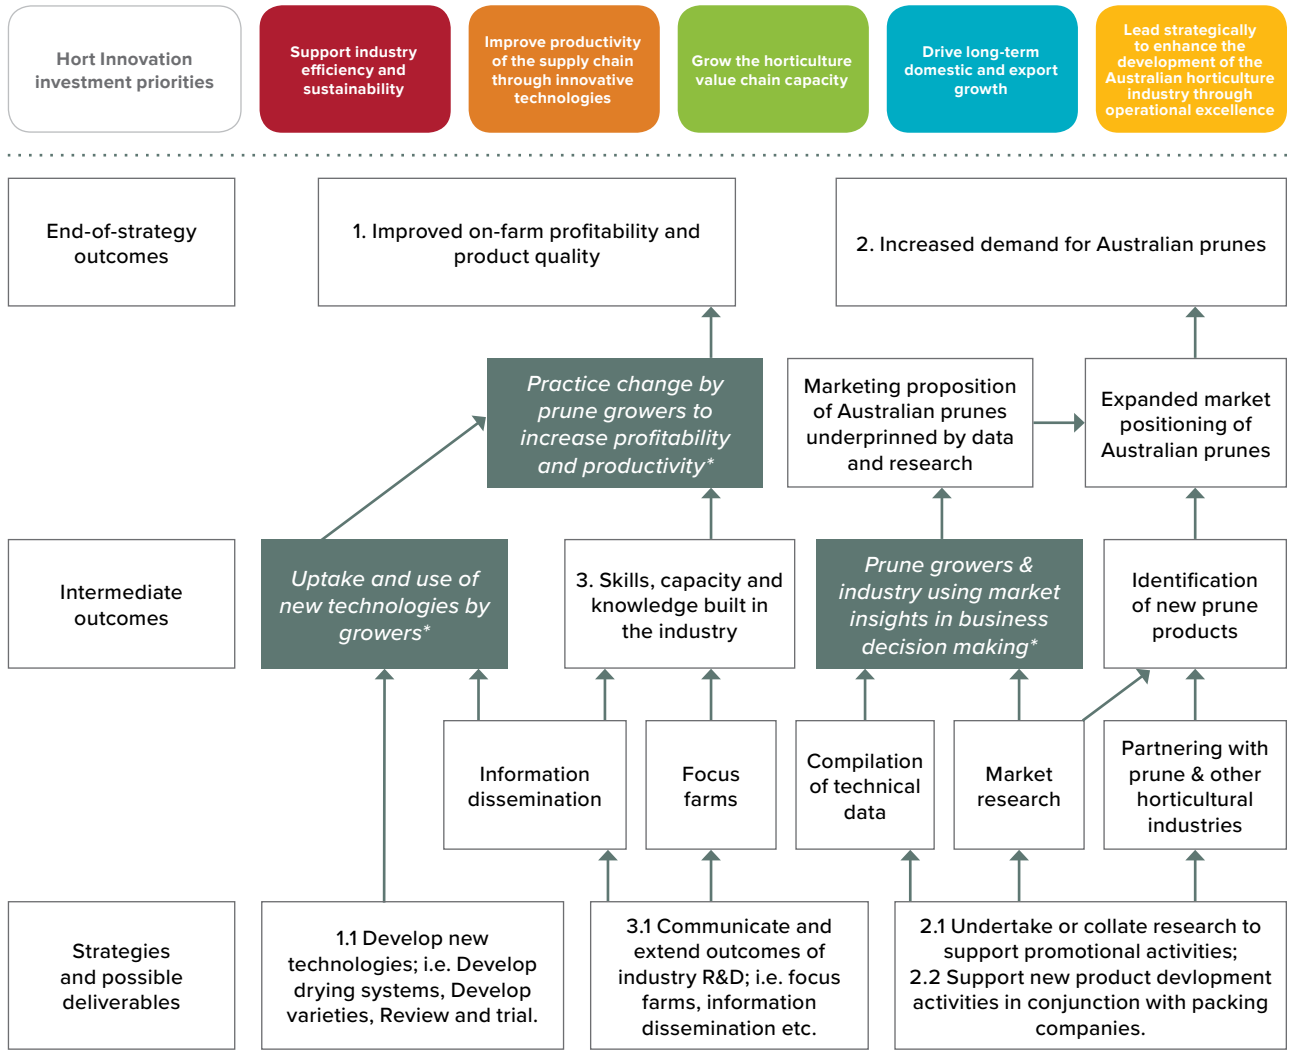 Hort Innovation
investment priorities
Support industry
efficiency and
sustainability
Improve productivity
of the supply chain
through innovative
technologies
Grow the horticulture
value chain capacity
Drive long-term
domestic and export
growth
Lead strategically
to enhance the
development of the
Australian horticulture
industry through
operational excellence
End-of-strategy
outcomes
1. Improved on-farm profitability and
product quality
2. Increased demand for Australian prunes
Practice change by
prune growers to
increase profitability
and productivity*
Marketing proposition
of Australian prunes
underprinned by data
and research
Expanded market
positioning of
Australian prunes
Intermediate
outcomes
Uptake and use of
new technologies by
growers*
3. Skills, capacity and
knowledge built in
the industry
Prune growers &
industry using market
insights in business
decision making*
Identification
of new prune
products
Information
dissemination
Focus
farms
Compilation
of technical
data
Market
research
Partnering with
prune & other
horticultural
industries
Strategies
and possible
deliverables
1.1 Develop new
technologies; i.e. Develop
drying systems, Develop
varieties, Review and trial.
3.1 Communicate and
extend outcomes of
industry R&D; i.e. focus
farms, information
dissemination etc.
2.1 Undertake or collate research to
support promotional activities;
2.2 Support new product devlopment
activities in conjunction with packing
companies.